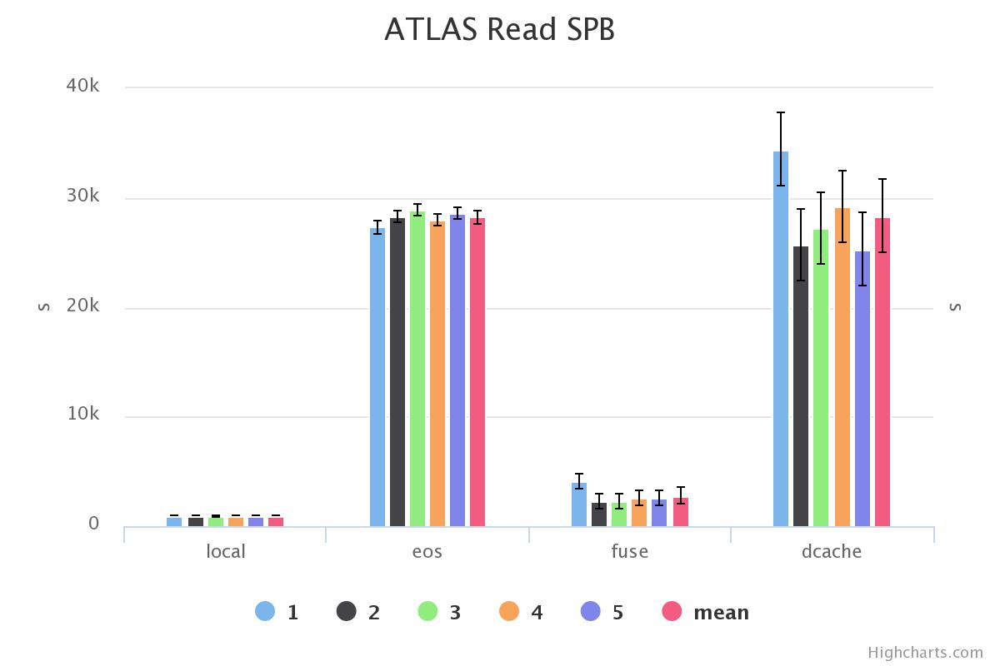 ATLAS Read SPB
40k
30k
20k
10k
0
s
s
local eos fuse dcache
1 2 3 4 5 mean
Highcharts.com